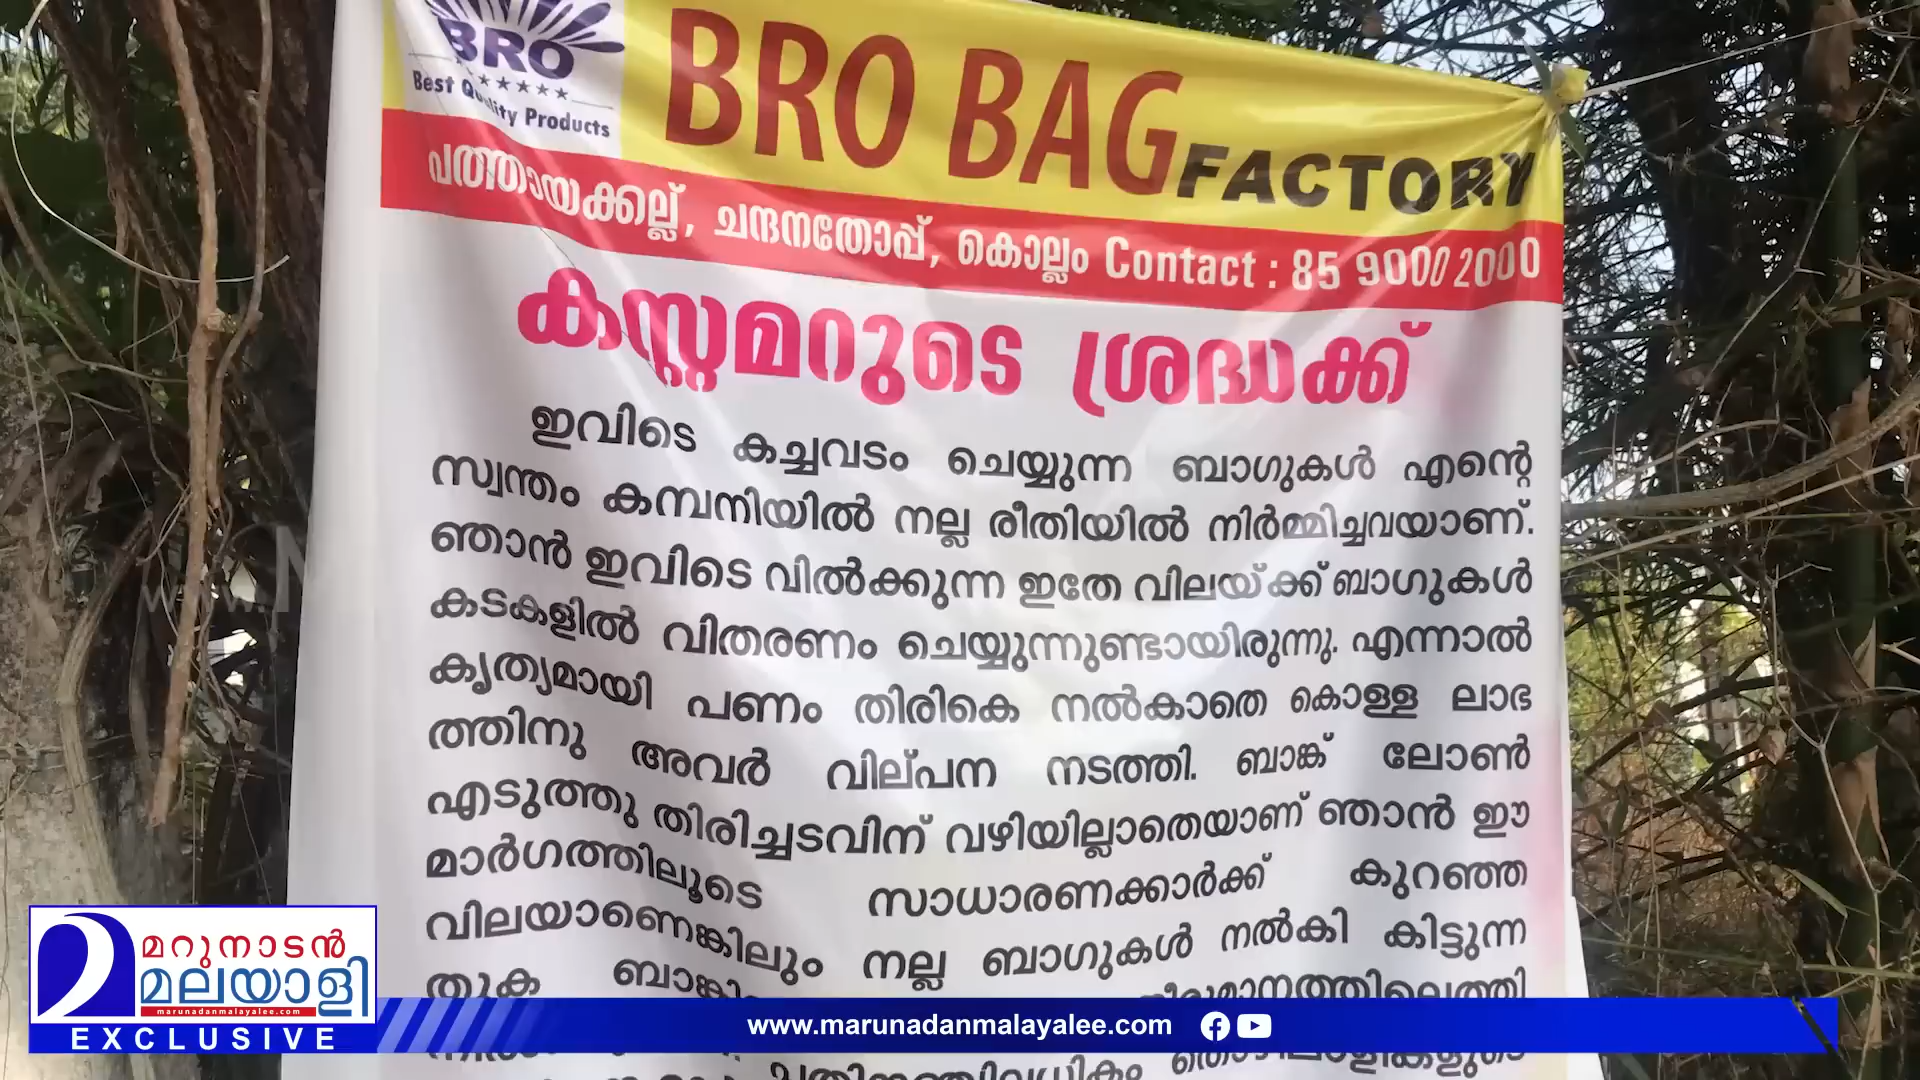 BRO
Best Quality Products
BRO BAG FACTORY
പത്തായക്കല്ല്, ചന്ദനതോപ്പ്, കൊല്ലം Contact : 85 9000 2000
കസ്റ്റമറുടെ ശ്രദ്ധക്ക്
ഇവിടെ കച്ചവടം ചെയ്യുന്ന ബാഗുകൾ എന്റെ
സ്വന്തം കമ്പനിയിൽ നല്ല രീതിയിൽ നിർമ്മിച്ചവയാണ്.
ഞാൻ ഇവിടെ വിൽക്കുന്ന ഇതേ വിലയ്ക്ക് ബാഗുകൾ
കടകളിൽ വിതരണം ചെയ്യുന്നുണ്ടായിരുന്നു. എന്നാൽ
കൃത്യമായി പണം തിരികെ നൽകാതെ കൊള്ള ലാഭ
ത്തിനു അവർ വില്പന നടത്തി. ബാങ്ക് ലോൺ
എടുത്തു തിരിച്ചടവിന് വഴിയില്ലാതെയാണ് ഞാൻ ഈ
മാർഗത്തിലൂടെ സാധാരണക്കാർക്ക് കുറഞ്ഞ
വിലയാണെങ്കിലും നല്ല ബാഗുകൾ നൽകി കിട്ടുന്ന
തുക
മറുനാടൻ
മലയാളി
marunadanmalayalee.com
EXCLUSIVE
www.marunadanmalayalee.com